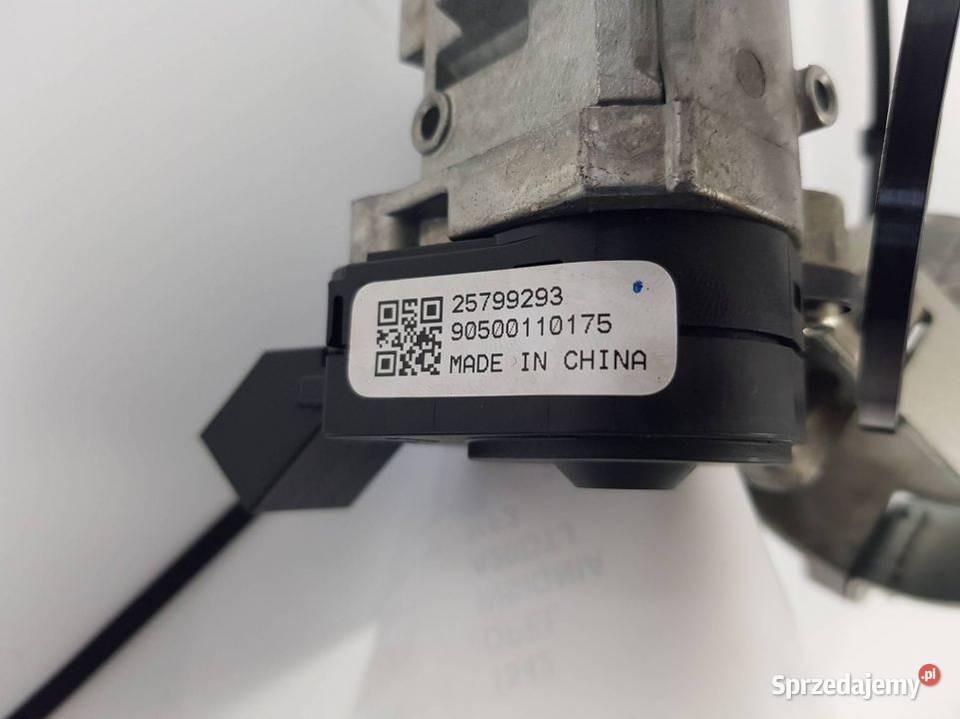 25799293
90500110175
MADE IN CHINA
Sprzedajemy.pl